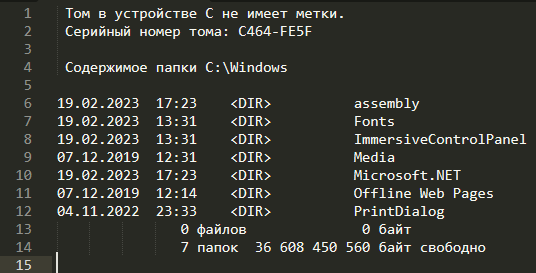 1 Том в устройстве C не имеет метки.
2 Серийный номер тома: C464-FE5F
3
4 Содержимое папки C:\Windows
5
6 19.02.2023 17:23 <DIR> assembly
7 19.02.2023 13:31 <DIR> Fonts
8 19.02.2023 13:31 <DIR> ImmersiveControlPanel
9 07.12.2019 12:31 <DIR> Media
10 19.02.2023 17:23 <DIR> Microsoft.NET
11 07.12.2019 12:14 <DIR> Offline Web Pages
12 04.11.2022 23:33 <DIR> PrintDialog
13 0 файлов 0 байт
14 7 папок 36 608 450 560 байт свободно
15